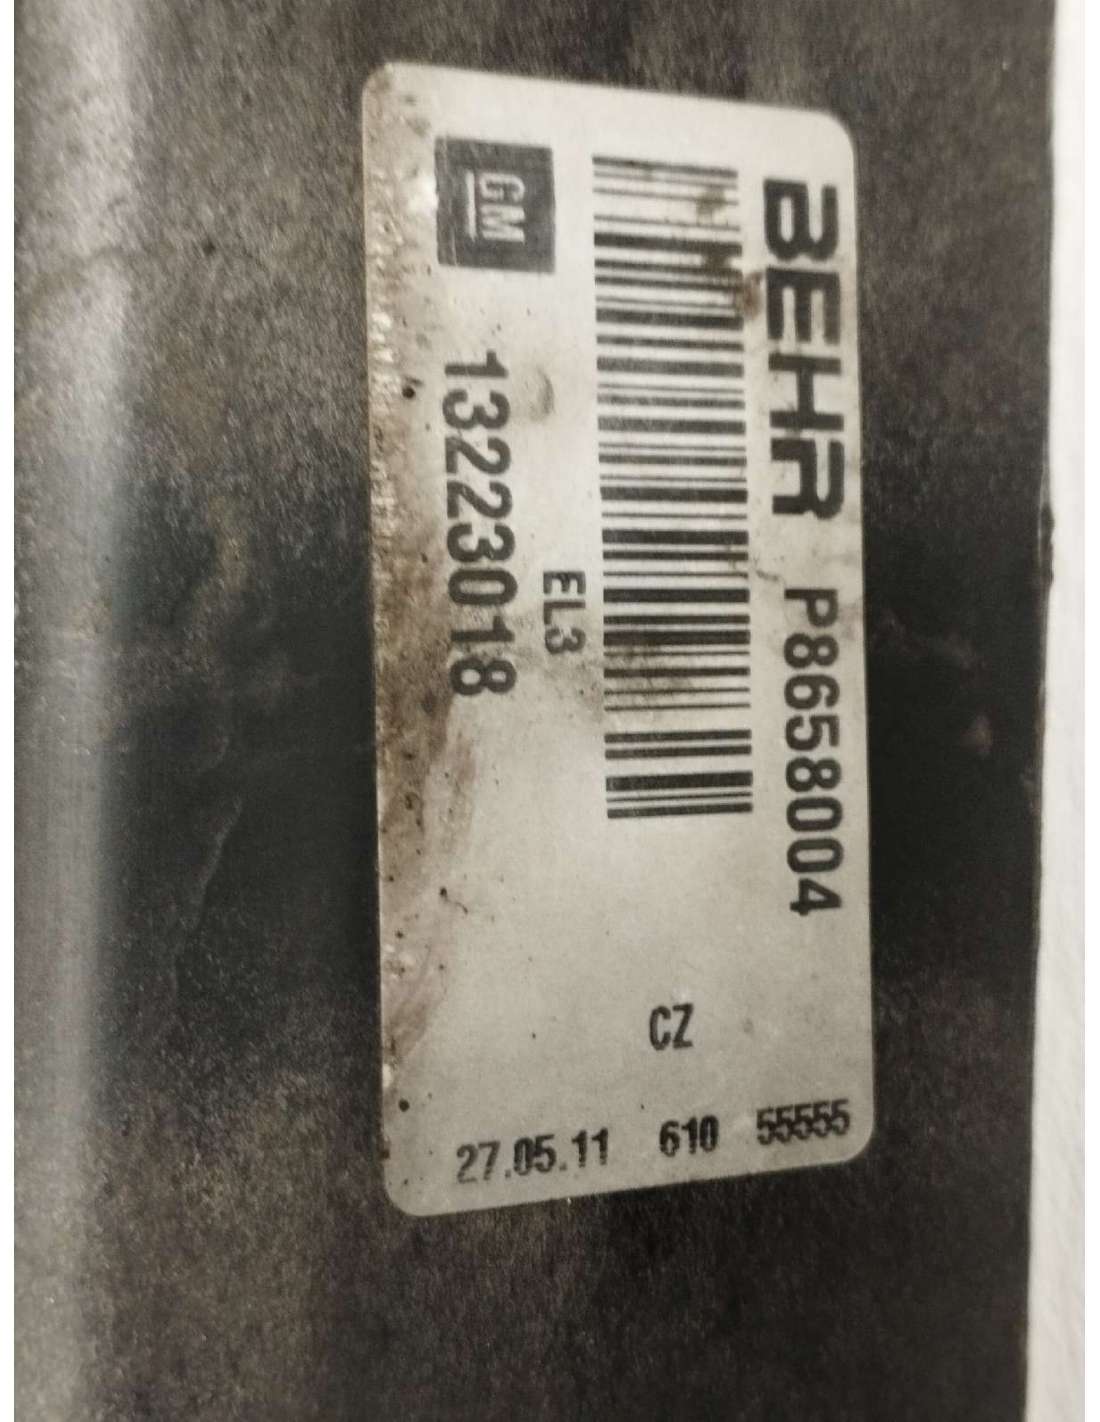 BEHR P8658004
EL3
GM 13223018
CZ
27.05.11 610 55555